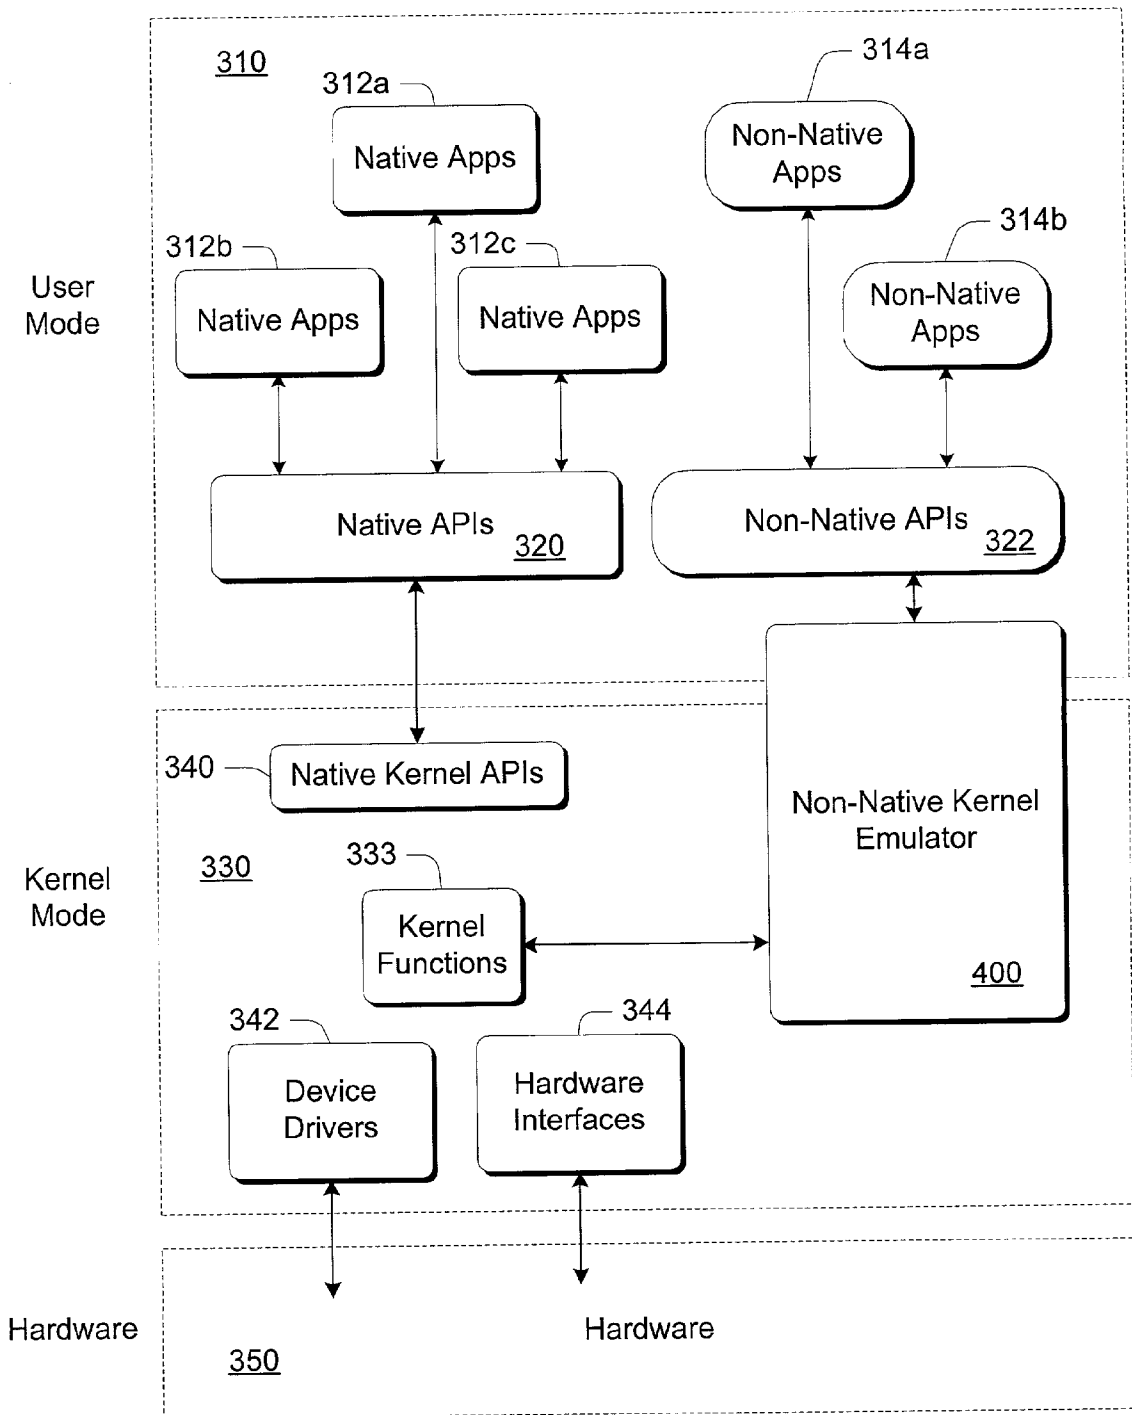 310
312a
314a
Native Apps
Non-Native
Apps
312b
312c
314b
Native Apps
Native Apps
Non-Native
Apps
User
Mode
Native APIs
320
Non-Native APIs
322
340
Native Kernel APIs
Non-Native Kernel
Emulator
400
330
333
Kernel
Mode
Kernel
Functions
342
344
Device
Drivers
Hardware
Interfaces
Hardware
Hardware
350